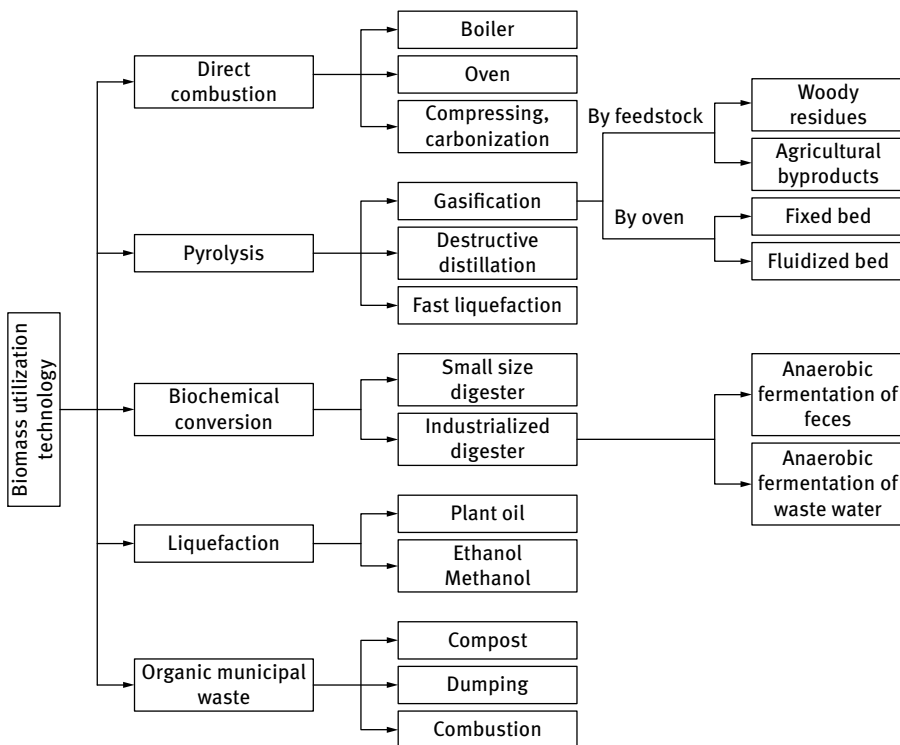 Biomass utilization
technology
Direct
combustion
Boiler
Oven
Compressing,
carbonization
Pyrolysis
Gasification
Destructive
distillation
Fast liquefaction
By feedstock
Woody
residues
Agricultural
byproducts
By oven
Fixed bed
Fluidized bed
Biochemical
conversion
Small size
digester
Industrialized
digester
Anaerobic
fermentation of
feces
Anaerobic
fermentation of
waste water
Liquefaction
Plant oil
Ethanol
Methanol
Organic municipal
waste
Compost
Dumping
Combustion